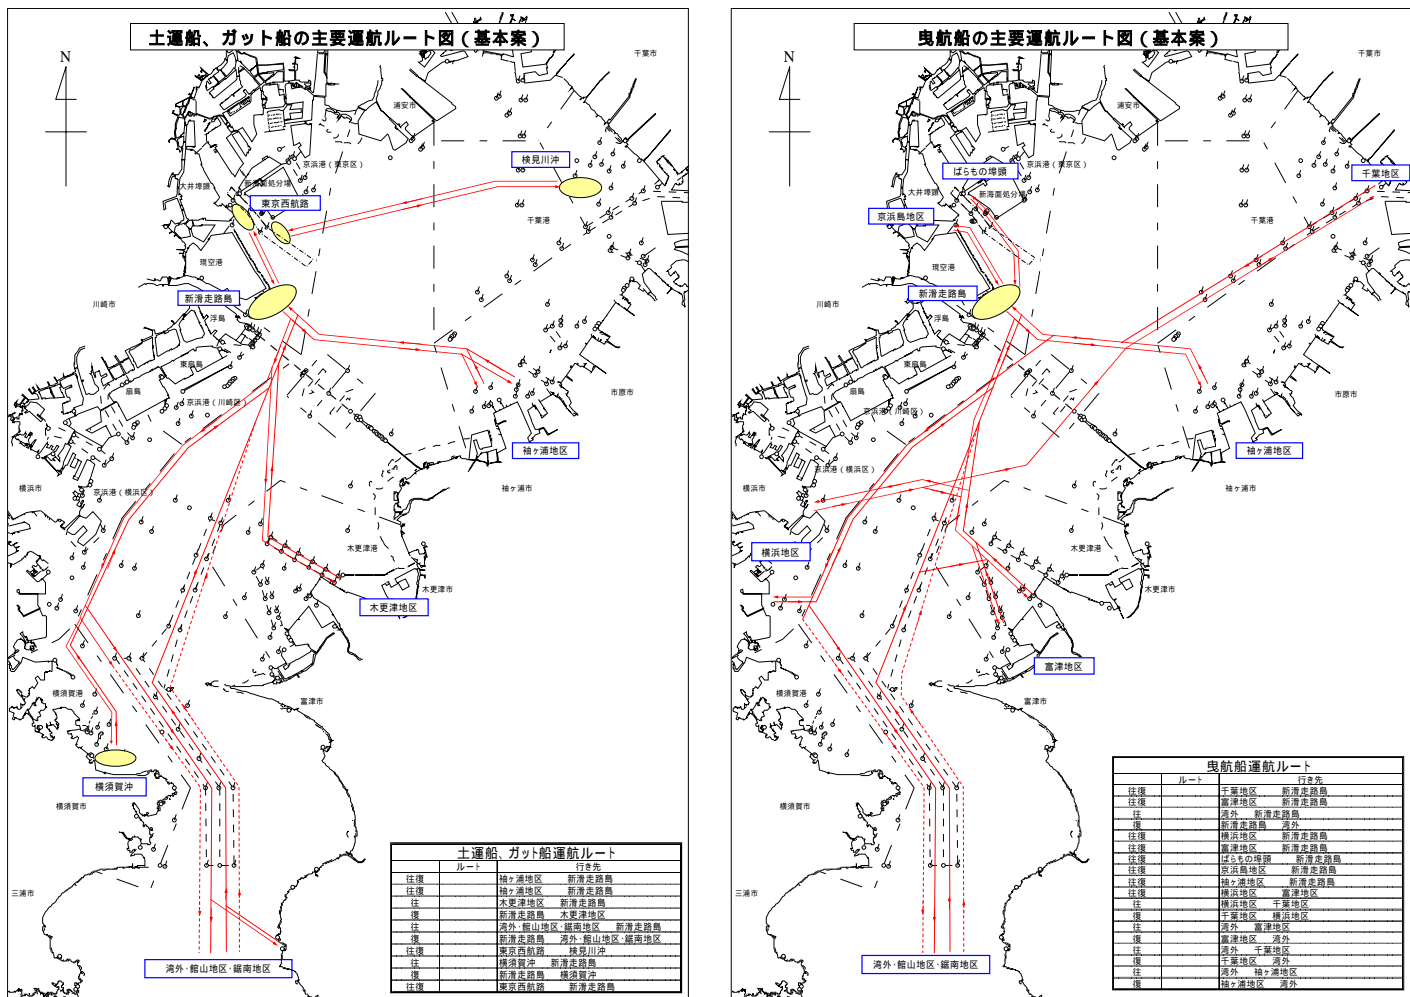 土運船、ガット船の主要運航ルート図（基本案）
N
千葉市
浦安市
京浜港（東京区）
検見川沖
大井埠頭
新海面処分場
東京西航路
千葉港
現空港
新滑走路島
川崎市
浮島
東扇島
扇島
京浜港（川崎区）
市原市
袖ヶ浦地区
横浜市
京浜港（横浜区）
袖ヶ浦市
木更津港
木更津市
木更津地区
横須賀港
富津市
横須賀沖
横須賀市
三浦市
湾外・館山地区・鋸南地区
土運船、ガット船運航ルート
ルート 行き先
往復 袖ヶ浦地区 新滑走路島
往復 袖ヶ浦地区 新滑走路島
往 木更津地区 新滑走路島
復 新滑走路島 木更津地区
往 湾外・館山地区・鋸南地区 新滑走路島
復 新滑走路島 湾外・館山地区・鋸南地区
往復 東京西航路 検見川沖
往 横須賀沖 新滑走路島
復 新滑走路島 横須賀沖
往復 東京西航路 新滑走路島
曳航船の主要運航ルート図（基本案）
N
千葉市
浦安市
京浜港（東京区）
ばらもの埠頭
千葉地区
大井埠頭
新海面処分場
京浜島地区
千葉港
現空港
新滑走路島
川崎市
浮島
東扇島
扇島
京浜港（川崎区）
市原市
袖ヶ浦地区
京浜港（横浜区）
横浜市
袖ヶ浦市
横浜地区
木更津港
木更津市
富津地区
横須賀港
富津市
横須賀市
三浦市
湾外・館山地区・鋸南地区
曳航船運航ルート
ルート 行き先
往復 千葉地区 新滑走路島
往復 富津地区 新滑走路島
往 湾外 新滑走路島
復 新滑走路島 湾外
往復 横浜地区 新滑走路島
往復 富津地区 新滑走路島
往復 ばらもの埠頭 新滑走路島
往復 京浜島地区 新滑走路島
往復 袖ヶ浦地区 新滑走路島
往復 横浜地区 富津地区
往 横浜地区 千葉地区
復 千葉地区 横浜地区
往 湾外 富津地区
復 富津地区 湾外
往 湾外 千葉地区
復 千葉地区 湾外
往 湾外 袖ヶ浦地区
復 袖ヶ浦地区 湾外